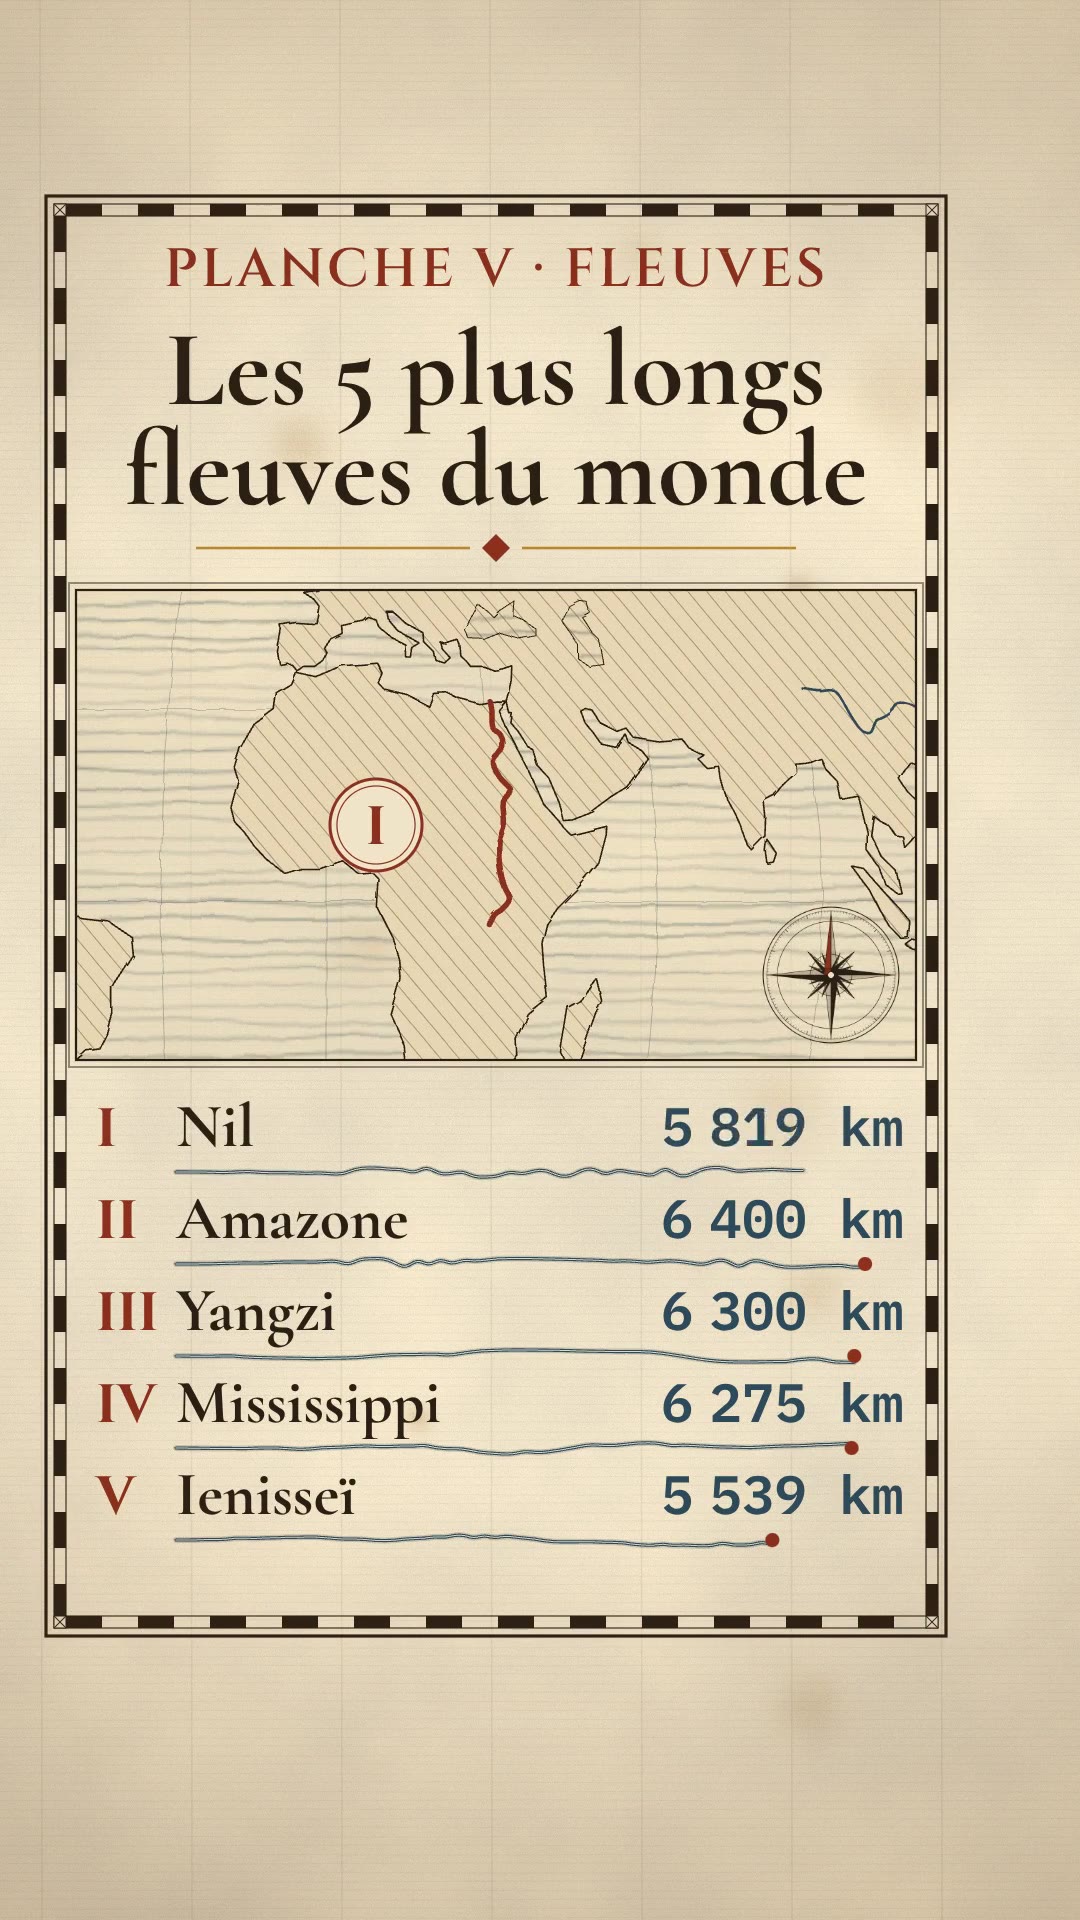 PLANCHE V · FLEUVES
Les 5 plus longs
fleuves du monde
I
I Nil 5 819 km
II Amazone 6 400 km
III Yangzi 6 300 km
IV Mississippi 6 275 km
V Ienisseï 5 539 km